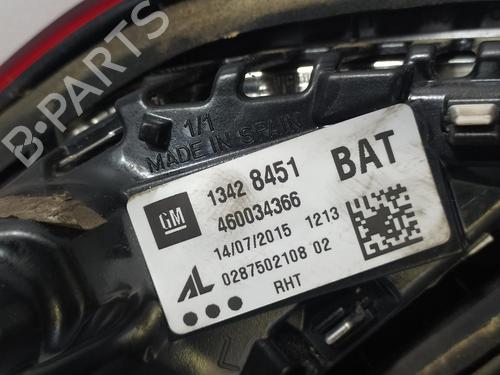 B-PARTS
1/1
MADE IN SPAIN
GM
1342 8451
BAT
460034366
14/07/2015 1213
0287502108 02
AL
RHT